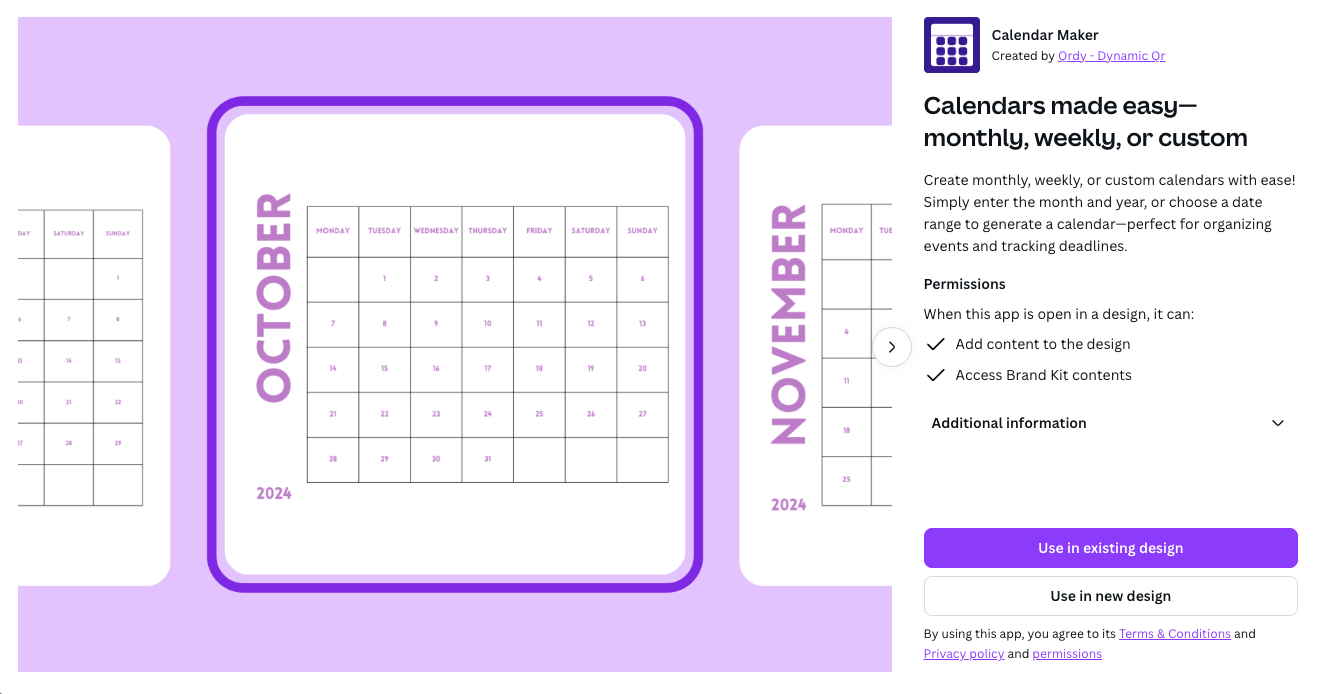 DAY SATURDAY SUNDAY
1
7 8
14 15
21 22
28 29
OCTOBER
2024
MONDAY TUESDAY WEDNESDAY THURSDAY FRIDAY SATURDAY SUNDAY
1 2 3 4 5 6
7 8 9 10 11 12 13
14 15 16 17 18 19 20
21 22 23 24 25 26 27
28 29 30 31
NOVEMBER
2024
MONDAY TUE
4
11
18
25
Calendar Maker
Created by Qrdy - Dynamic Qr
Calendars made easy—
monthly, weekly, or custom
Create monthly, weekly, or custom calendars with ease!
Simply enter the month and year, or choose a date
range to generate a calendar—perfect for organizing
events and tracking deadlines.
Permissions
When this app is open in a design, it can:
Add content to the design
Access Brand Kit contents
Additional information
Use in existing design
Use in new design
By using this app, you agree to its Terms & Conditions and
Privacy policy and permissions